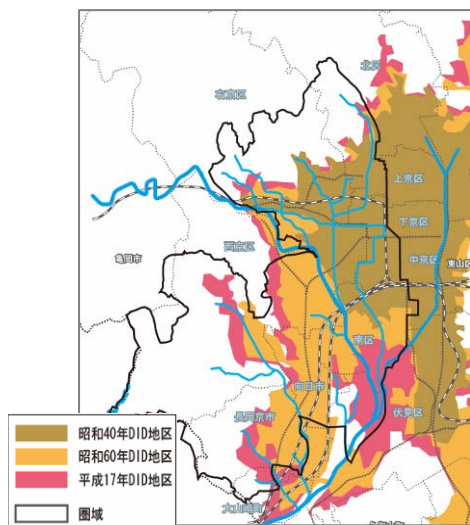 北区
右京区
上京区
下京区
中京区
東山区
西京区
亀岡市
南区
向日市
伏見区
長岡京市
大山崎町
昭和40年DID地区
昭和60年DID地区
平成17年DID地区
圏域